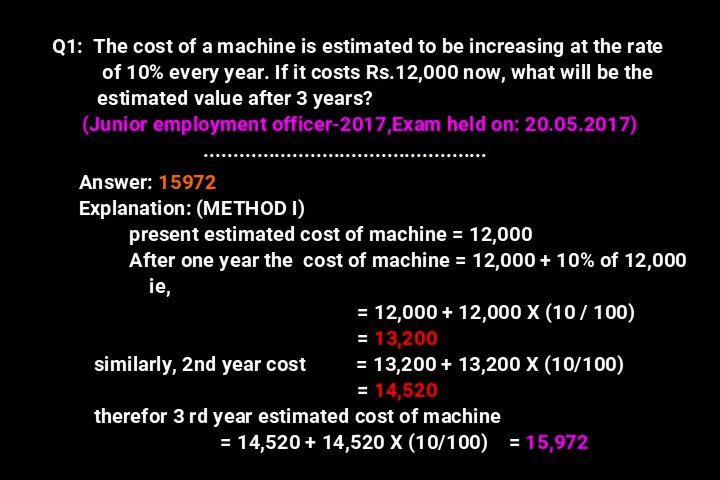 Q1: The cost of a machine is estimated to be increasing at the rate
of 10% every year. If it costs Rs.12,000 now, what will be the
estimated value after 3 years?
(Junior employment officer-2017,Exam held on: 20.05.2017)
................................................
Answer: 15972
Explanation: (METHOD I)
present estimated cost of machine = 12,000
After one year the cost of machine = 12,000 + 10% of 12,000
ie,
= 12,000 + 12,000 X (10 / 100)
= 13,200
similarly, 2nd year cost = 13,200 + 13,200 X (10/100)
= 14,520
therefor 3 rd year estimated cost of machine
= 14,520 + 14,520 X (10/100) = 15,972